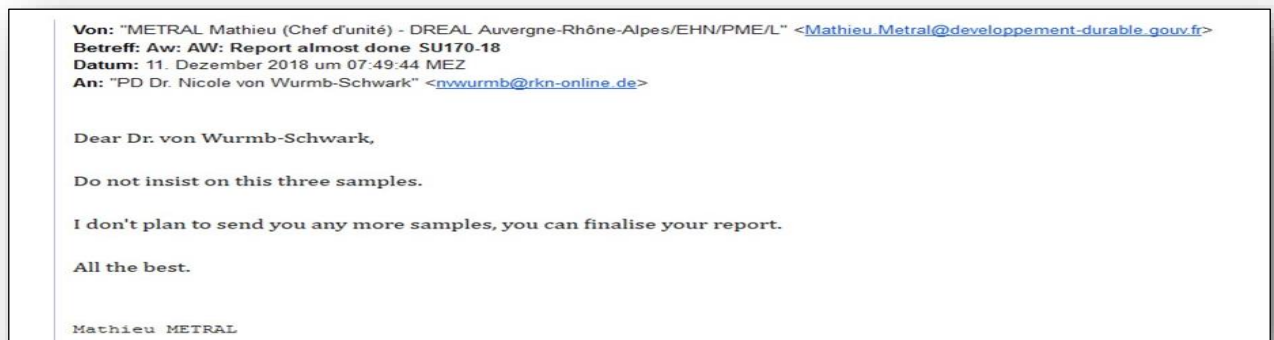 Von: "METRAL Mathieu (Chef d'unité) - DREAL Auvergne-Rhône-Alpes/EHN/PME/L" <Mathieu.Metral@developpement-durable.gouv.fr>
Betreff: Aw: AW: Report almost done SU170-18
Datum: 11. Dezember 2018 um 07:49:44 MEZ
An: "PD Dr. Nicole von Wurmb-Schwark" <nvwurmb@rkn-online.de>
Dear Dr. von Wurmb-Schwark,
Do not insist on this three samples.
I don't plan to send you any more samples, you can finalise your report.
All the best.
Mathieu METRAL